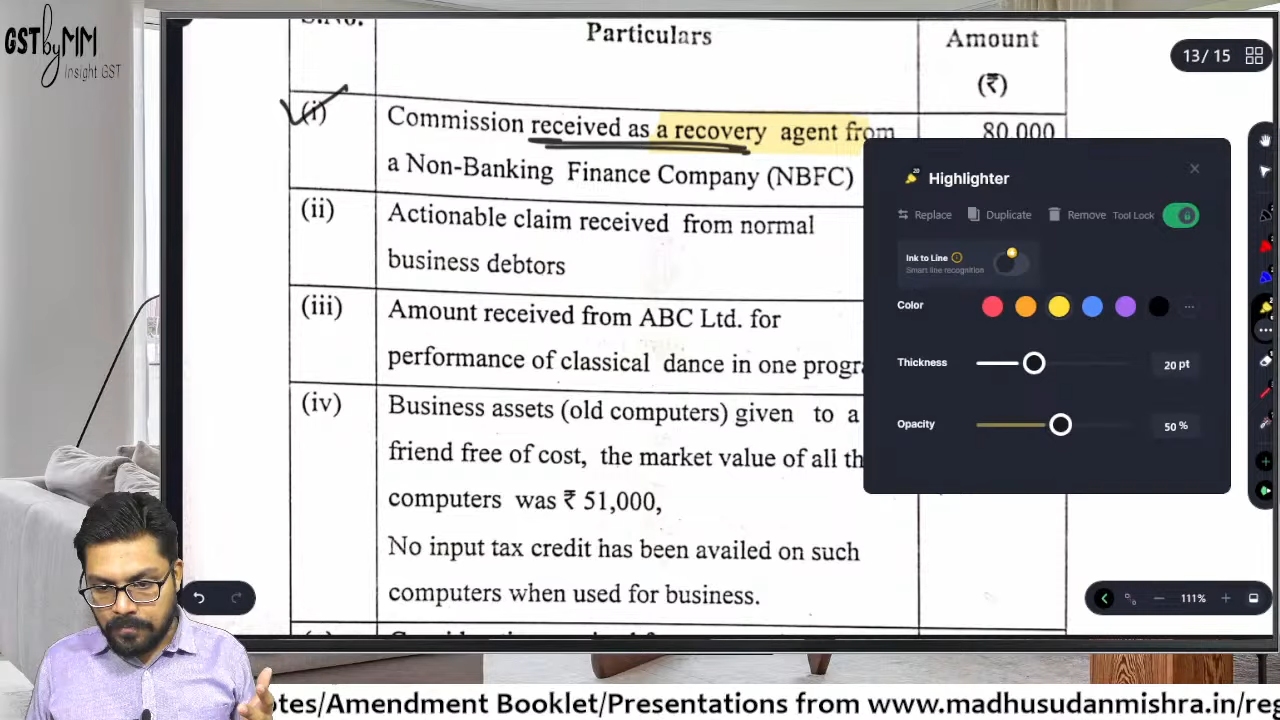 GSTbyMM
Insight GST
S.No.
Particulars
Amount
(₹)
13/ 15
(i)
Commission received as a recovery agent from
80,000
a Non-Banking Finance Company (NBFC)
(ii)
Actionable claim received from normal
business debtors
(iii)
Amount received from ABC Ltd. for
performance of classical dance in one
(iv)
Business assets (old computers) given to a
friend free of cost, the market value of all
computers was ₹ 51,000,
No input tax credit has been availed on such
computers when used for business.
Highlighter
Replace
Duplicate
Remove
Tool Lock
Ink to Line
Smart line recognition
Color
Thickness
20 pt
Opacity
50 %
111%
otes/Amendment Booklet/Presentations from www.madhusudanmishra.in/reg